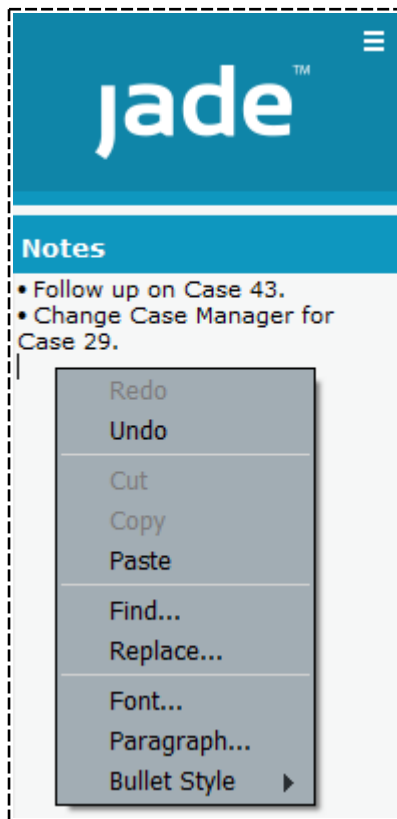 jade™
Notes
• Follow up on Case 43.
• Change Case Manager for
Case 29.
Redo
Undo
Cut
Copy
Paste
Find...
Replace...
Font...
Paragraph...
Bullet Style